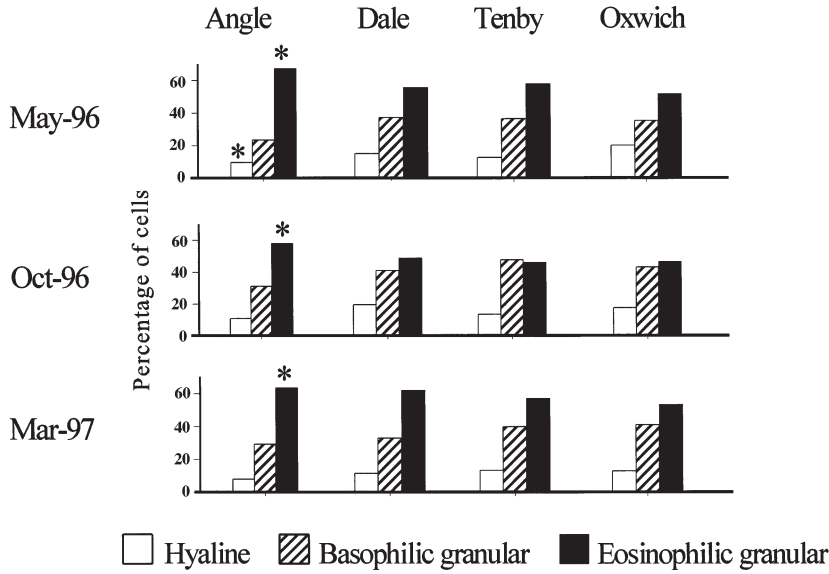 Angle Dale Tenby Oxwich
Percentage of cells
May-96
*
*
60
40
20
0
Oct-96
*
60
40
20
0
Mar-97
*
60
40
20
0
Hyaline Basophilic granular Eosinophilic granular